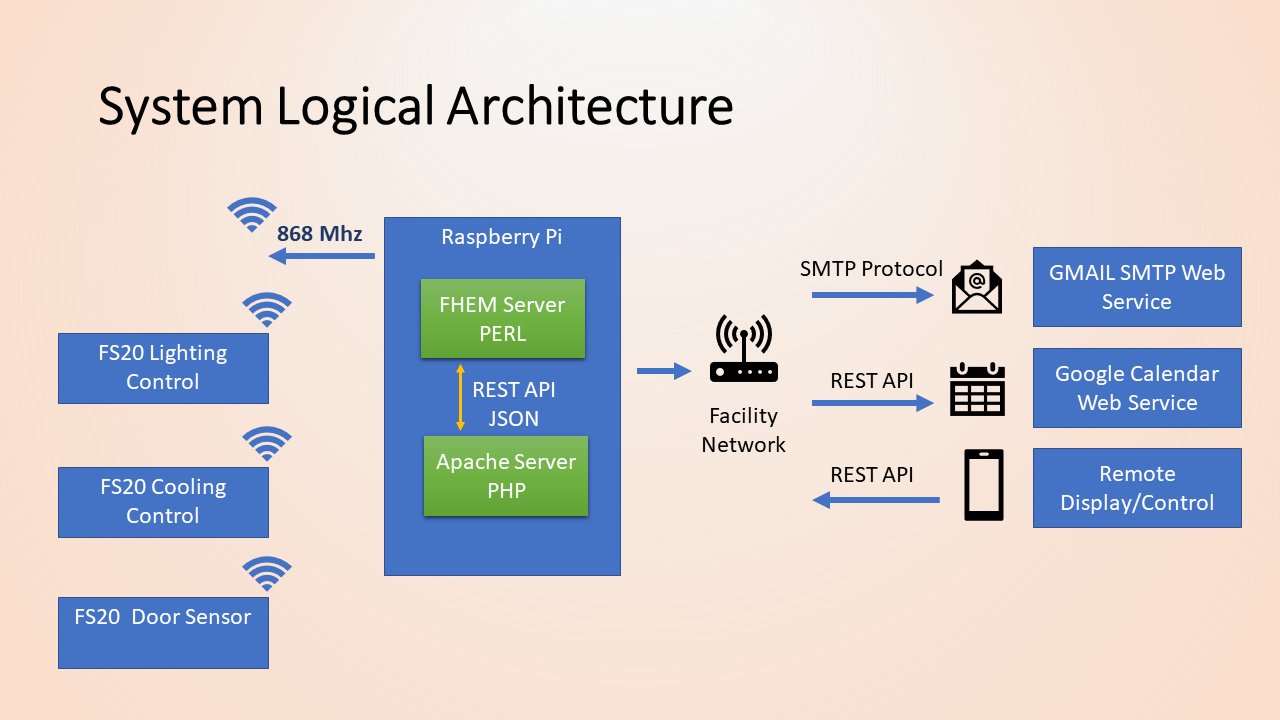 System Logical Architecture
868 Mhz
FS20 Lighting
Control
FS20 Cooling
Control
FS20  Door Sensor
Raspberry Pi
FHEM Server
PERL
REST API
JSON
Apache Server
PHP
Facility
Network
SMTP Protocol
@
GMAIL SMTP Web
Service
REST API
Google Calendar
Web Service
REST API
Remote
Display/Control